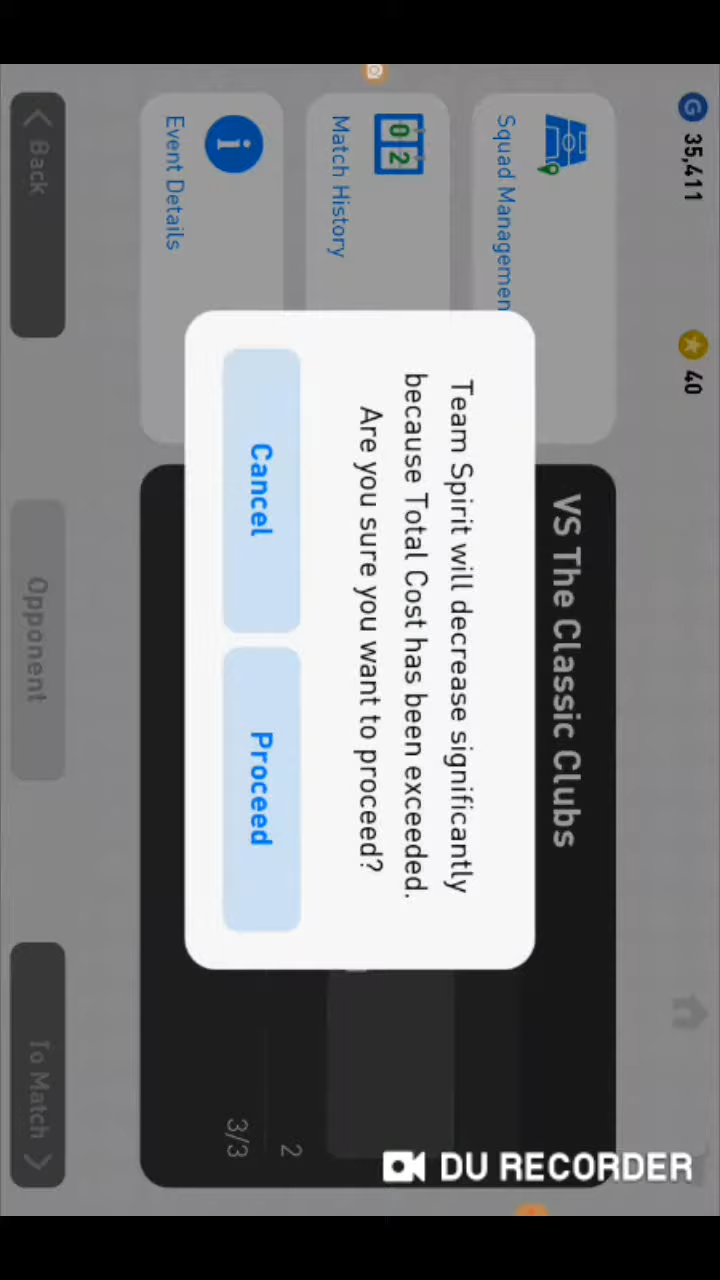 35,411
40
Squad Managemen
Match History
Event Details
VS The Classic Clubs
Team Spirit will decrease significantly
because Total Cost has been exceeded.
Are you sure you want to proceed?
Cancel
Proceed
2
3/3
Back
Opponent
To Match
DU RECORDER